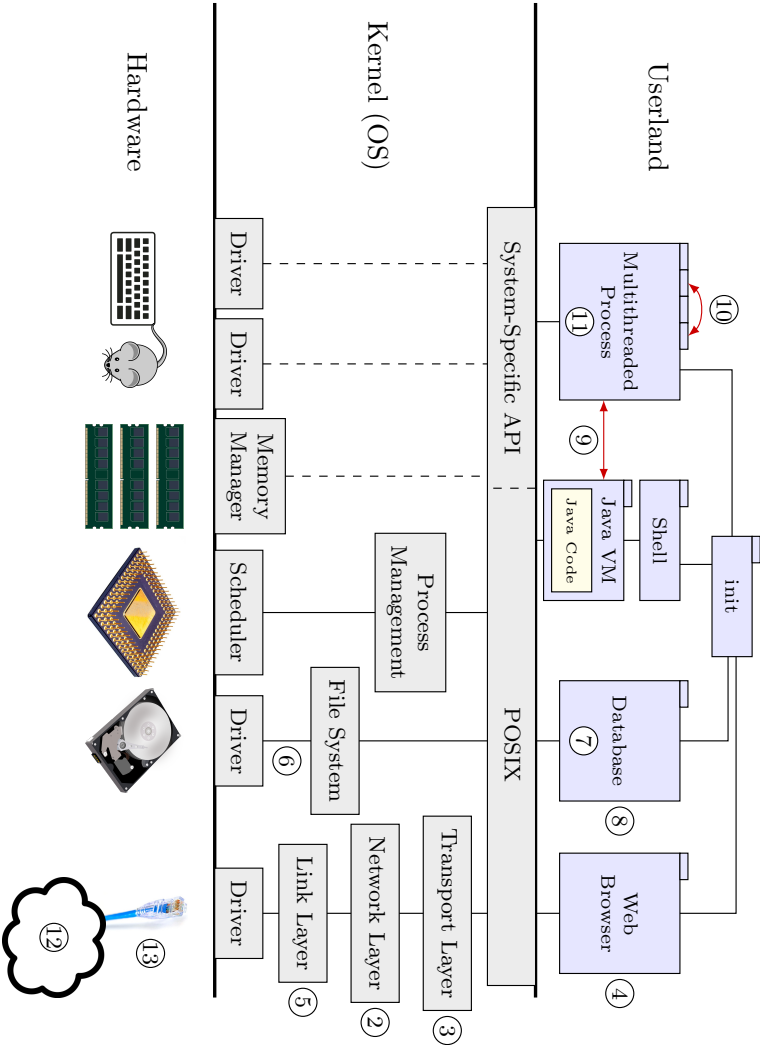 Userland
init
Shell
Java VM
Java Code
Multithreaded
Process
10
11
9
Database
7
8
Web
Browser
4
Kernel (OS)
System-Specific API
POSIX
Process
Management
File System
6
Transport Layer
3
Network Layer
2
Link Layer
5
Driver
Driver
Memory
Manager
Scheduler
Driver
Driver
Hardware
13
12